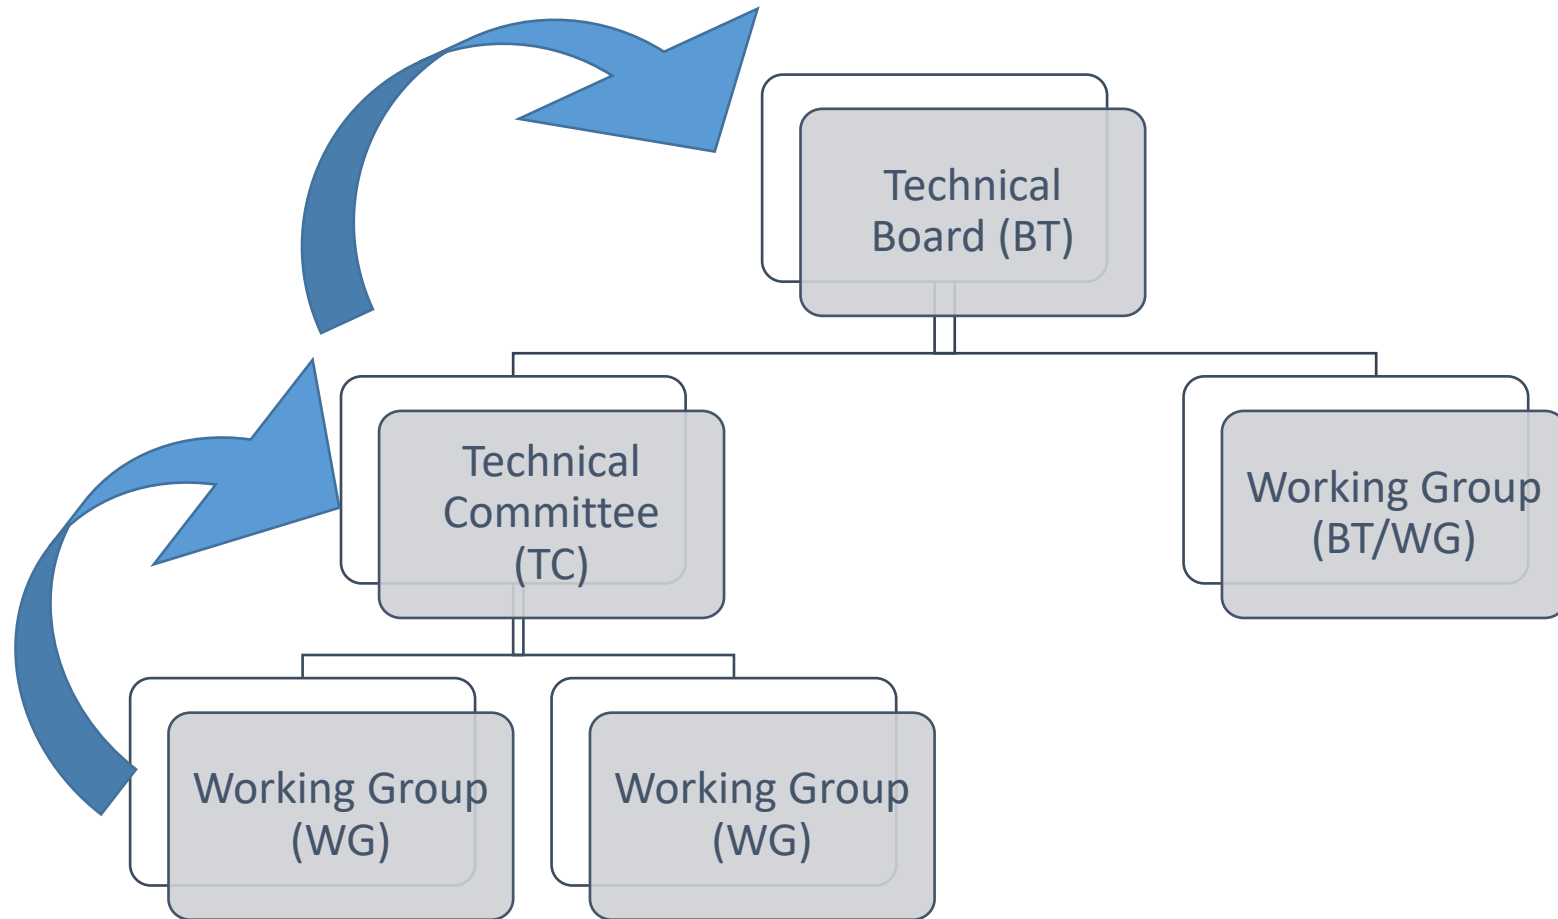 Technical
Board (BT)
Technical
Committee
(TC)
Working Group
(BT/WG)
Working Group
(WG)
Working Group
(WG)